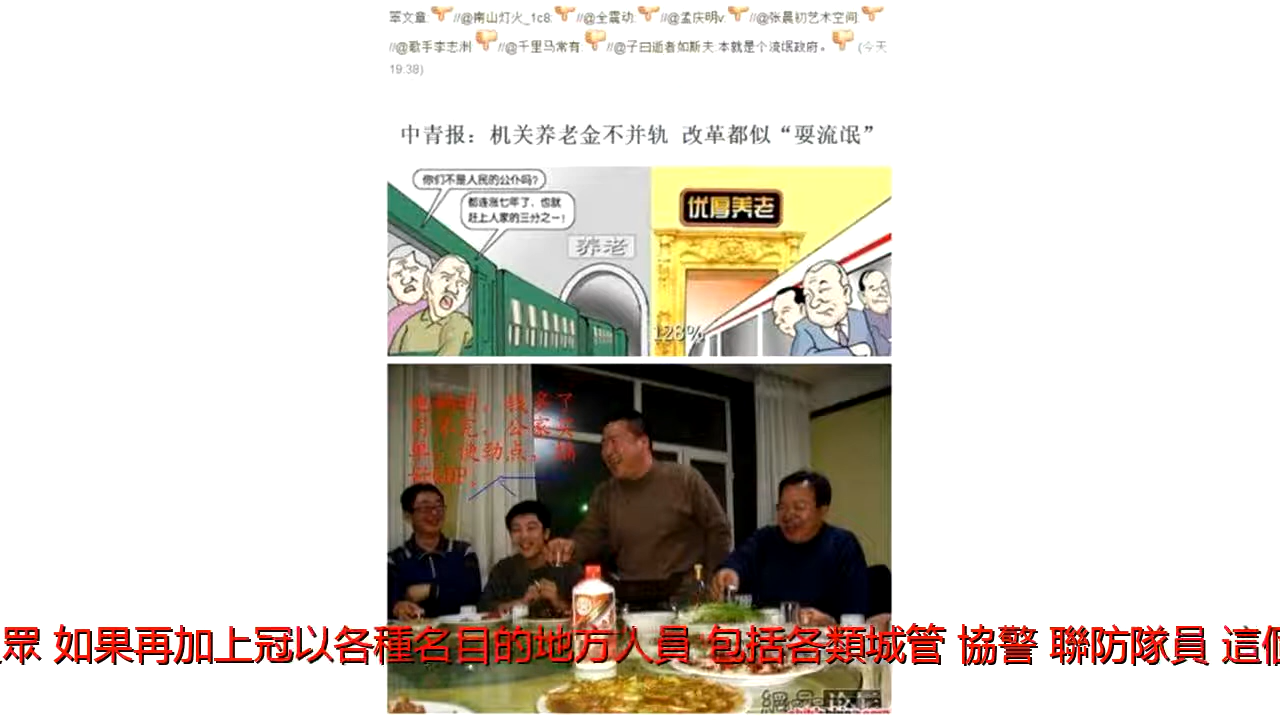 //@南山灯火_1c8: //@全震动: //@孟庆明v: //@张晨初艺术空间:
//@歌手李志洲: //@千里马常有: //@子曰逝者如斯夫:本就是个流氓政府。 (今天
19:38)
中青报：机关养老金不并轨 改革都似“耍流氓”
你们不是人民的公仆吗?
都连涨七年了，也就
赶上人家的三分之一!
养老
优厚养老
128%
眾 如果再加上冠以各種名目的地方人員 包括各類城管 協警 聯防隊員 這個